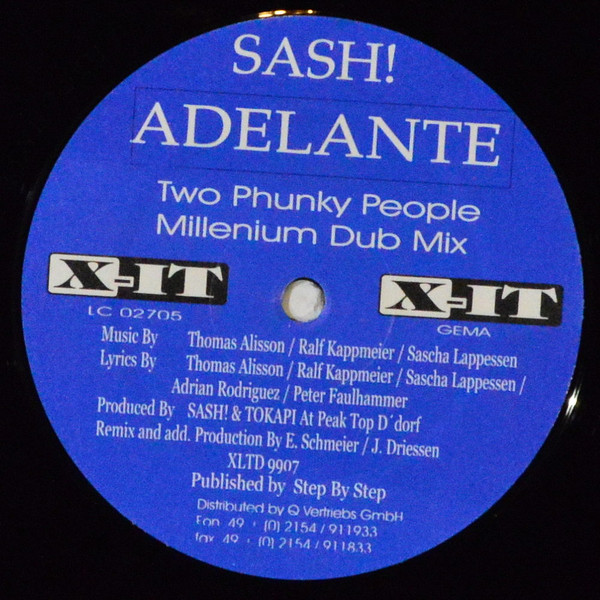 SASH!
ADELANTE
Two Phunky People
Millenium Dub Mix
X-IT
LC 02705
X-IT
GEMA
Music By Thomas Alisson / Ralf Kappmeier / Sascha Lappessen
Lyrics By Thomas Alisson / Ralf Kappmeier / Sascha Lappessen /
Adrian Rodriguez / Peter Faulhammer
Produced By SASH! & TOKAPI At Peak Top D´dorf
Remix and add. Production By E. Schmeier / J. Driessen
XLTD 9907
Published by Step By Step
Distributed by Q Vertriebs GmbH
Fon 49 · (0) 2154 / 911933
fax 49 · (0) 2154 / 911833